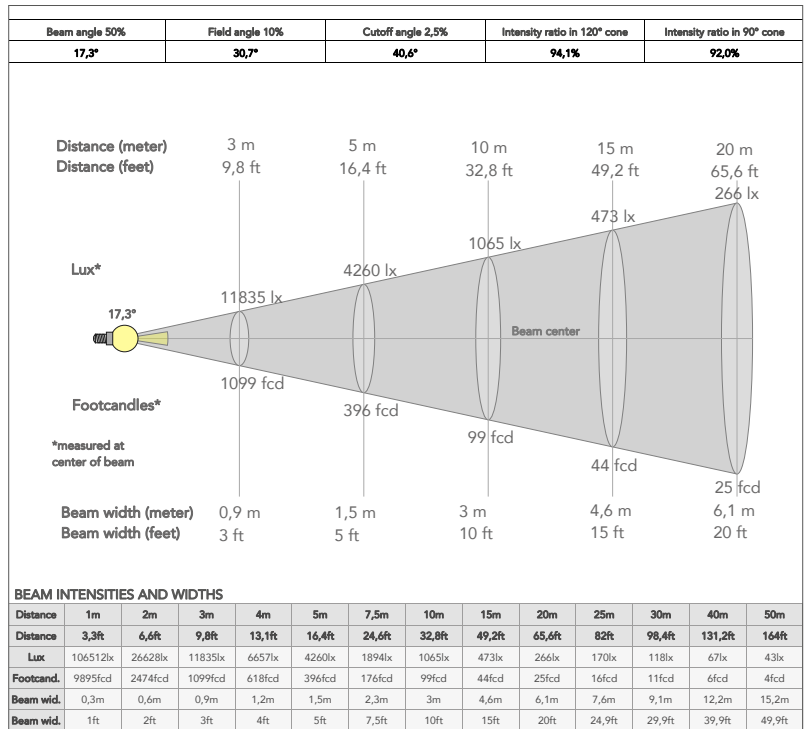 Beam angle 50% Field angle 10% Cutoff angle 2,5% Intensity ratio in 120° cone Intensity ratio in 90° cone
17,3° 30,7° 40,6° 94,1% 92,0%
Distance (meter) 3 m 5 m 10 m 15 m 20 m
Distance (feet) 9,8 ft 16,4 ft 32,8 ft 49,2 ft 65,6 ft
266 lx
473 lx
1065 lx
Lux* 4260 lx
11835 lx
17,3°
Beam center
1099 fcd
Footcandles* 396 fcd
99 fcd
*measured at
center of beam
44 fcd
25 fcd
Beam width (meter) 0,9 m 1,5 m 3 m 4,6 m 6,1 m
Beam width (feet) 3 ft 5 ft 10 ft 15 ft 20 ft
BEAM INTENSITIES AND WIDTHS
Distance 1m 2m 3m 4m 5m 7,5m 10m 15m 20m 25m 30m 40m 50m
Distance 3,3ft 6,6ft 9,8ft 13,1ft 16,4ft 24,6ft 32,8ft 49,2ft 65,6ft 82ft 98,4ft 131,2ft 164ft
Lux 106512lx 26628lx 11835lx 6657lx 4260lx 1894lx 1065lx 473lx 266lx 170lx 118lx 67lx 43lx
Footcand. 9895fcd 2474fcd 1099fcd 618fcd 396fcd 176fcd 99fcd 44fcd 25fcd 16fcd 11fcd 6fcd 4fcd
Beam wid. 0,3m 0,6m 0,9m 1,2m 1,5m 2,3m 3m 4,6m 6,1m 7,6m 9,1m 12,2m 15,2m
Beam wid. 1ft 2ft 3ft 4ft 5ft 7,5ft 10ft 15ft 20ft 24,9ft 29,9ft 39,9ft 49,9ft